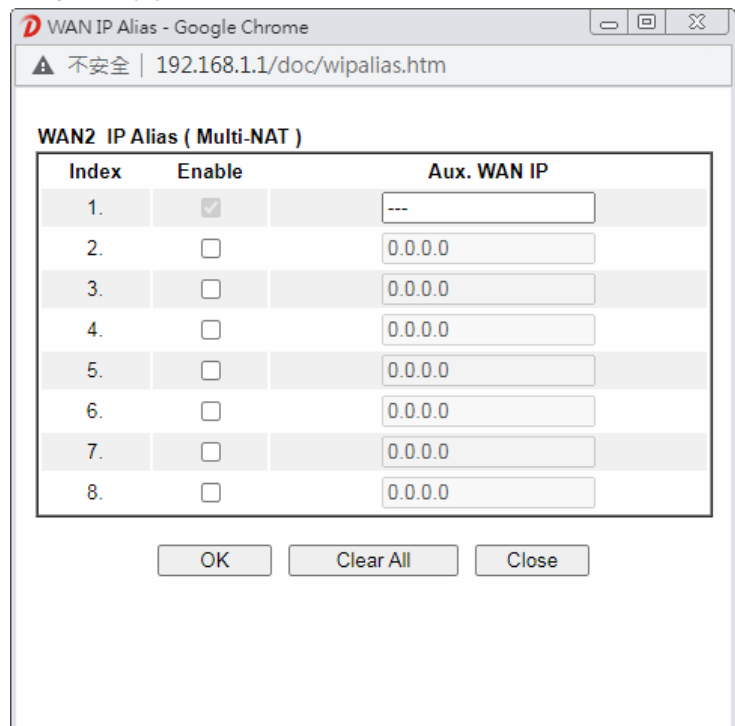 WAN IP Alias - Google Chrome
不安全 | 192.168.1.1/doc/wipalias.htm
WAN2 IP Alias ( Multi-NAT )
Index Enable Aux. WAN IP
1. ---
2. 0.0.0.0
3. 0.0.0.0
4. 0.0.0.0
5. 0.0.0.0
6. 0.0.0.0
7. 0.0.0.0
8. 0.0.0.0
OK Clear All Close